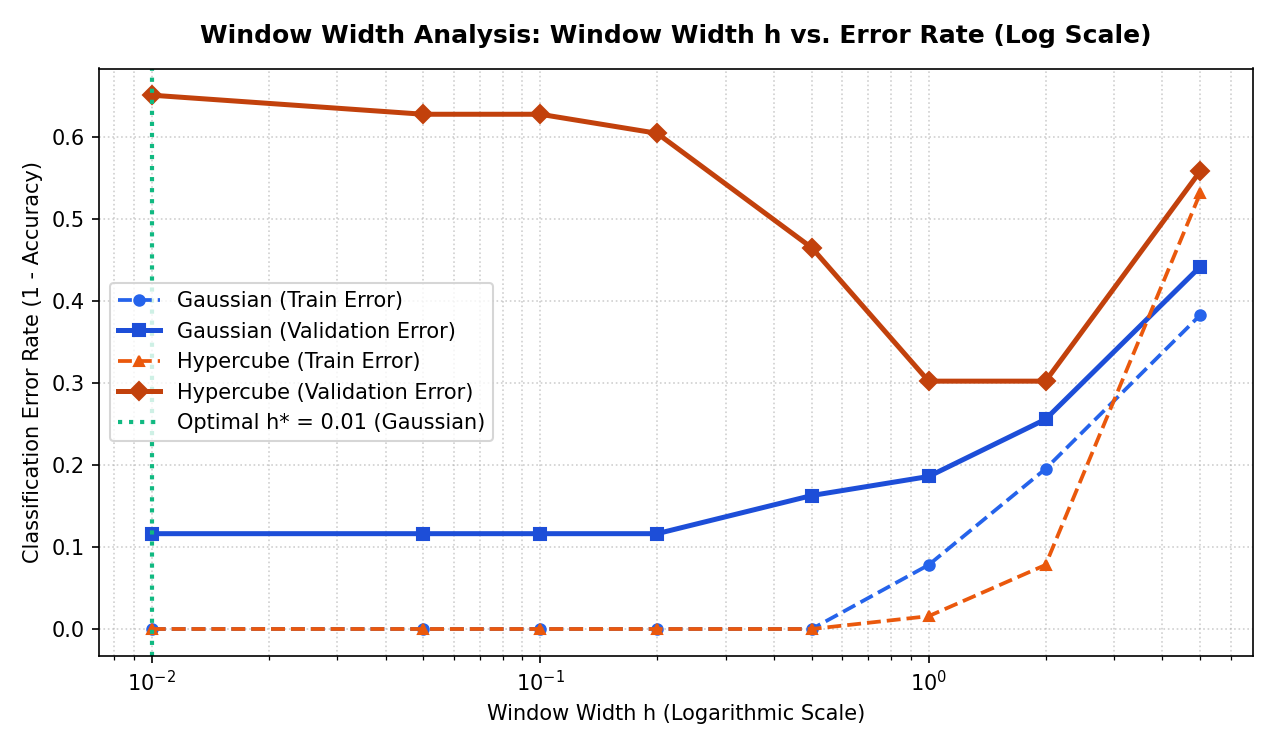 Window Width Analysis: Window Width h vs. Error Rate (Log Scale)
Classification Error Rate (1 - Accuracy)
0.6
0.5
0.4
0.3
0.2
0.1
0.0
Gaussian (Train Error)
Gaussian (Validation Error)
Hypercube (Train Error)
Hypercube (Validation Error)
Optimal h* = 0.01 (Gaussian)
10⁻² 10⁻¹ 10⁰
Window Width h (Logarithmic Scale)